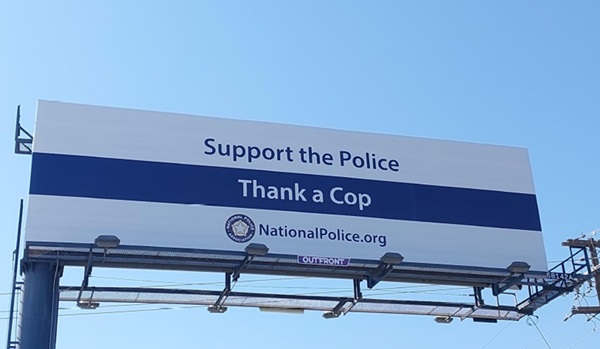 Support the Police
Thank a Cop
NationalPolice.org
OUTFRONT/